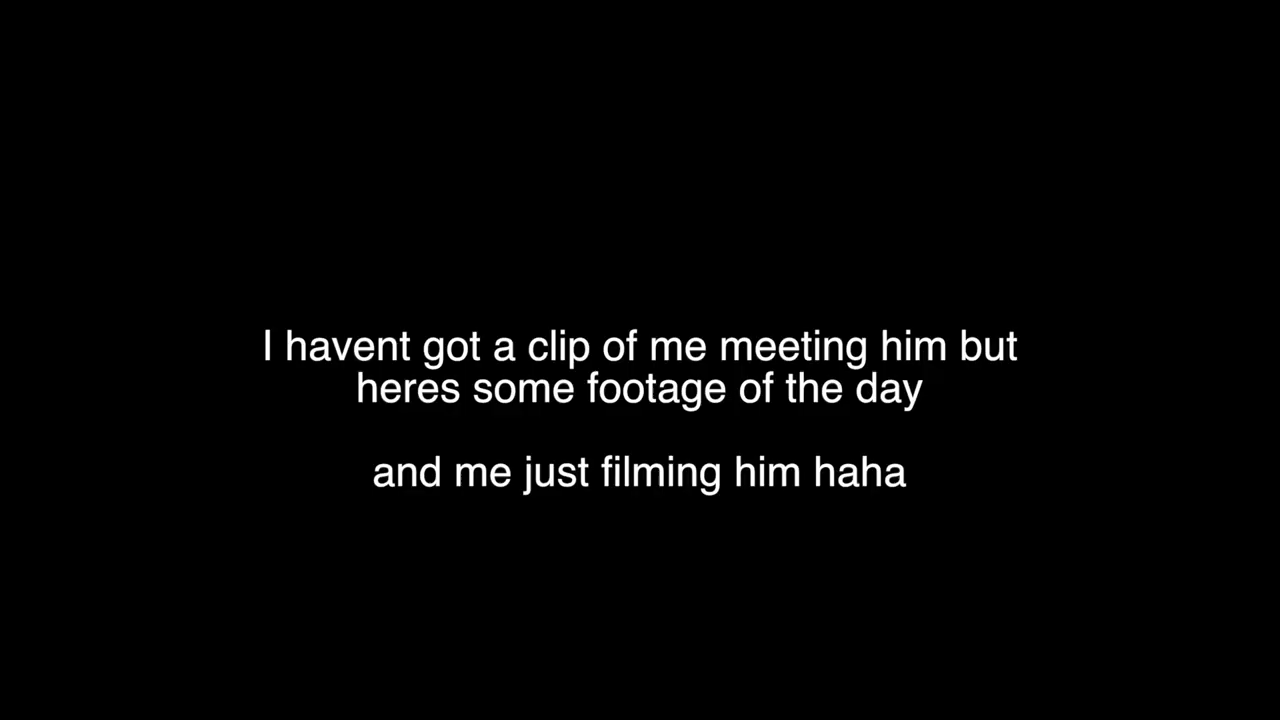 I havent got a clip of me meeting him but
heres some footage of the day
and me just filming him haha